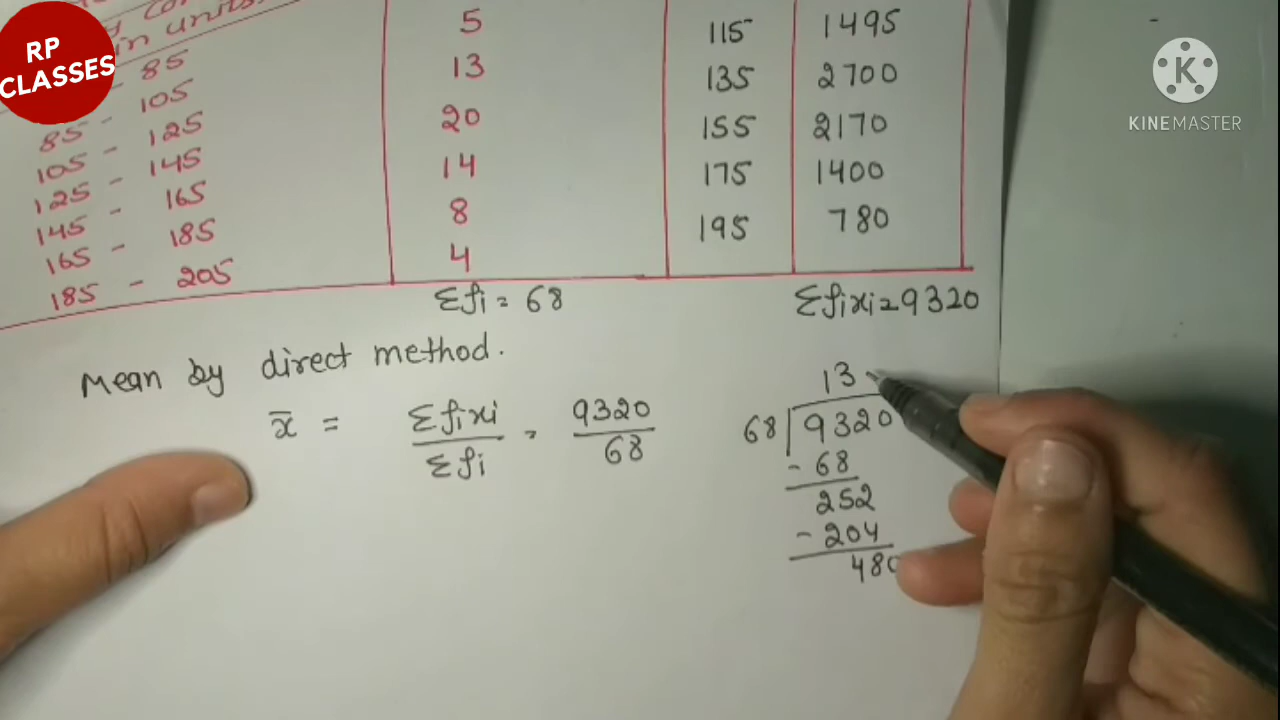 RP
CLASSES
KINEMASTER
in units
85 5 115 1495
85 - 105 13 135 2700
105 - 125 20 155 2170
125 - 145 14 175 1400
145 - 165 8 195 780
165 - 185 4
185 - 205
Σfi = 68 Σfixi=9320
Mean by direct method.
x̄ = Σfixi / Σfi = 9320 / 68
13
68 9320
- 68
252
- 204
480